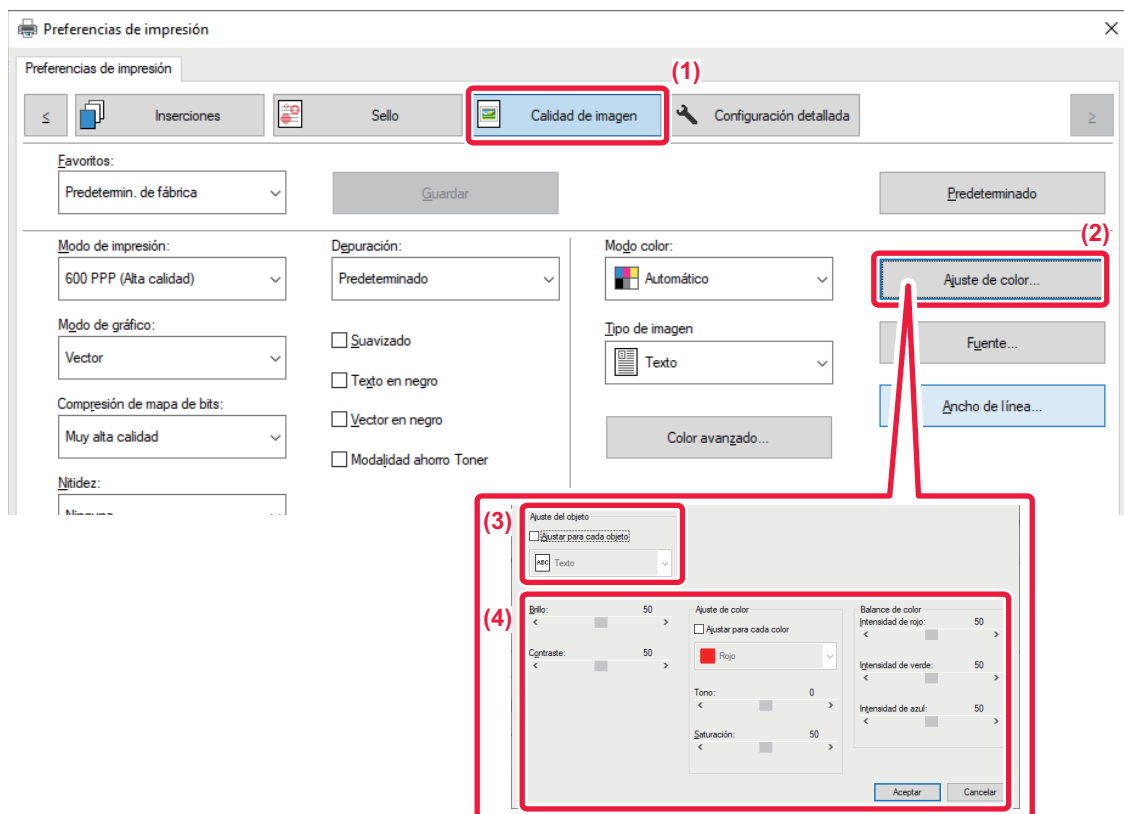 Preferencias de impresión
Preferencias de impresión
(1)
≤
Inserciones
Sello
Calidad de imagen
Configuración detallada
≥
Favoritos:
Predetermin. de fábrica
Guardar
Predeterminado
(2)
Modo de impresión:
600 PPP (Alta calidad)
Depuración:
Predeterminado
Modo color:
Automático
Ajuste de color...
Modo de gráfico:
Vector
Suavizado
Texto en negro
Vector en negro
Modalidad ahorro Toner
Tipo de imagen
Texto
Fuente...
Ancho de línea...
Compresión de mapa de bits:
Muy alta calidad
Color avanzado...
Nitidez:
Ninguna
(3)
Ajuste del objeto
Ajustar para cada objeto
ABC Texto
(4)
Brillo: 50
< >
Contraste: 50
< >
Ajuste de color
Ajustar para cada color
Rojo
Tono: 0
< >
Saturación: 50
< >
Balance de color
Intensidad de rojo: 50
< >
Intensidad de verde: 50
< >
Intensidad de azul: 50
< >
Aceptar
Cancelar